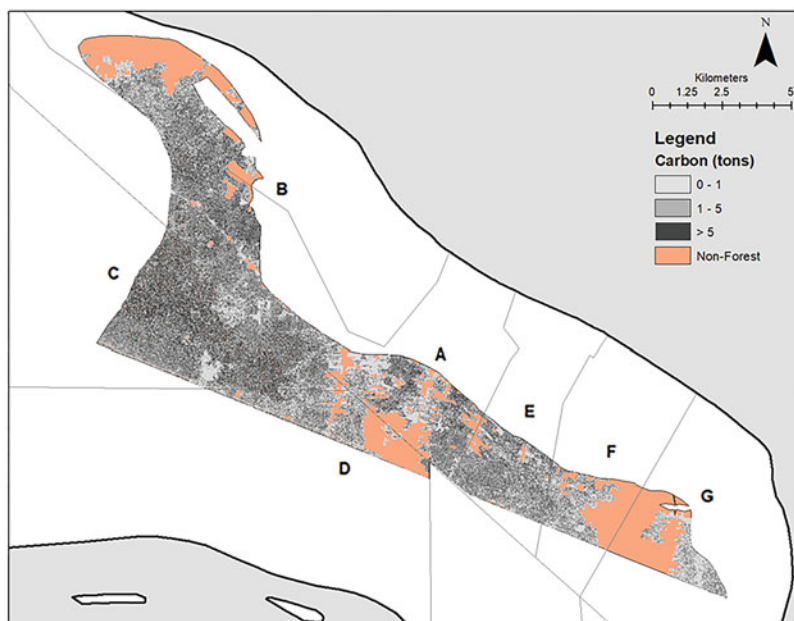 N
Kilometers
0 1.25 2.5 5
Legend
Carbon (tons)
0 - 1
1 - 5
> 5
Non-Forest
B
C
A
E
D
F
G